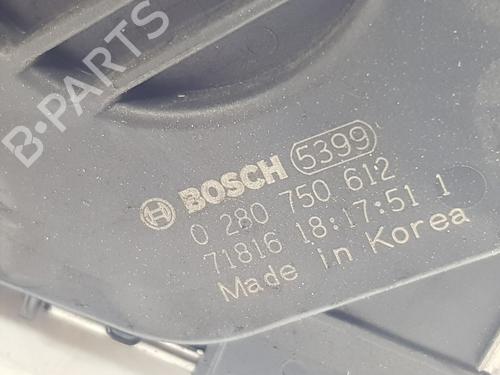 B-PARTS
BOSCH 5399
0 280 750 612
71816 18:17:51 1
Made in Korea